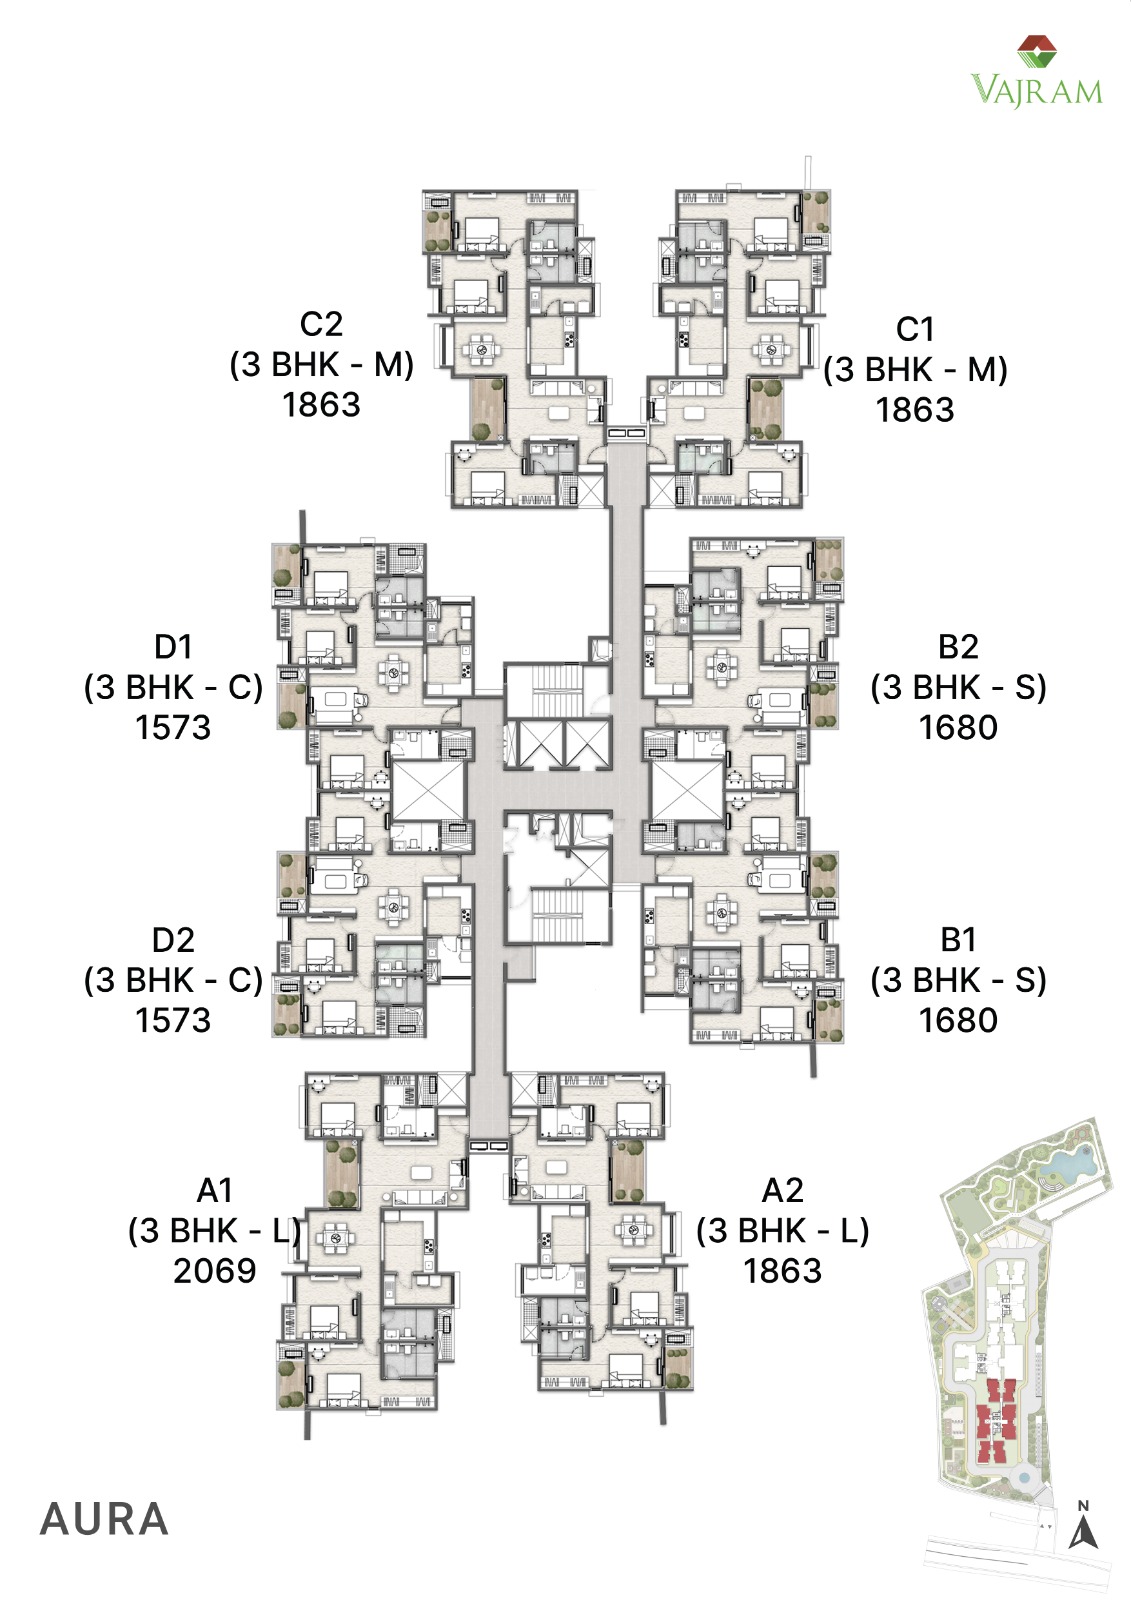 VAJRAM
C2
(3 BHK - M)
1863
C1
(3 BHK - M)
1863
D1
(3 BHK - C)
1573
B2
(3 BHK - S)
1680
D2
(3 BHK - C)
1573
B1
(3 BHK - S)
1680
A1
(3 BHK - L)
2069
A2
(3 BHK - L)
1863
AURA
N